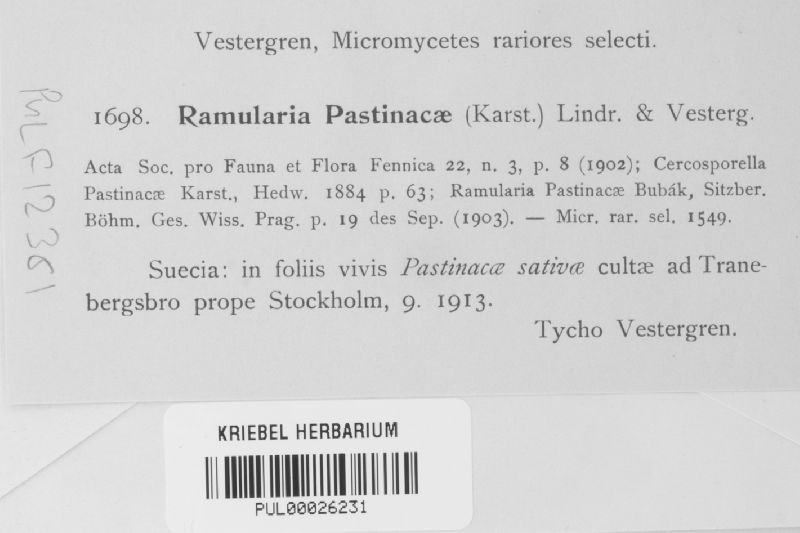 Vestergren, Micromycetes rariores selecti.
1698. Ramularia Pastinacæ (Karst.) Lindr. & Vesterg.
Acta Soc. pro Fauna et Flora Fennica 22, n. 3, p. 8 (1902); Cercosporella
Pastinacæ Karst., Hedw. 1884 p. 63; Ramularia Pastinacæ Bubák, Sitzber.
Böhm. Ges. Wiss. Prag. p. 19 des Sep. (1903). — Micr. rar. sel. 1549.
Suecia: in foliis vivis Pastinacæ sativæ cultæ ad Trane-
bergsbro prope Stockholm, 9. 1913.
Tycho Vestergren.
PUL F12361
KRIEBEL HERBARIUM
PUL00026231